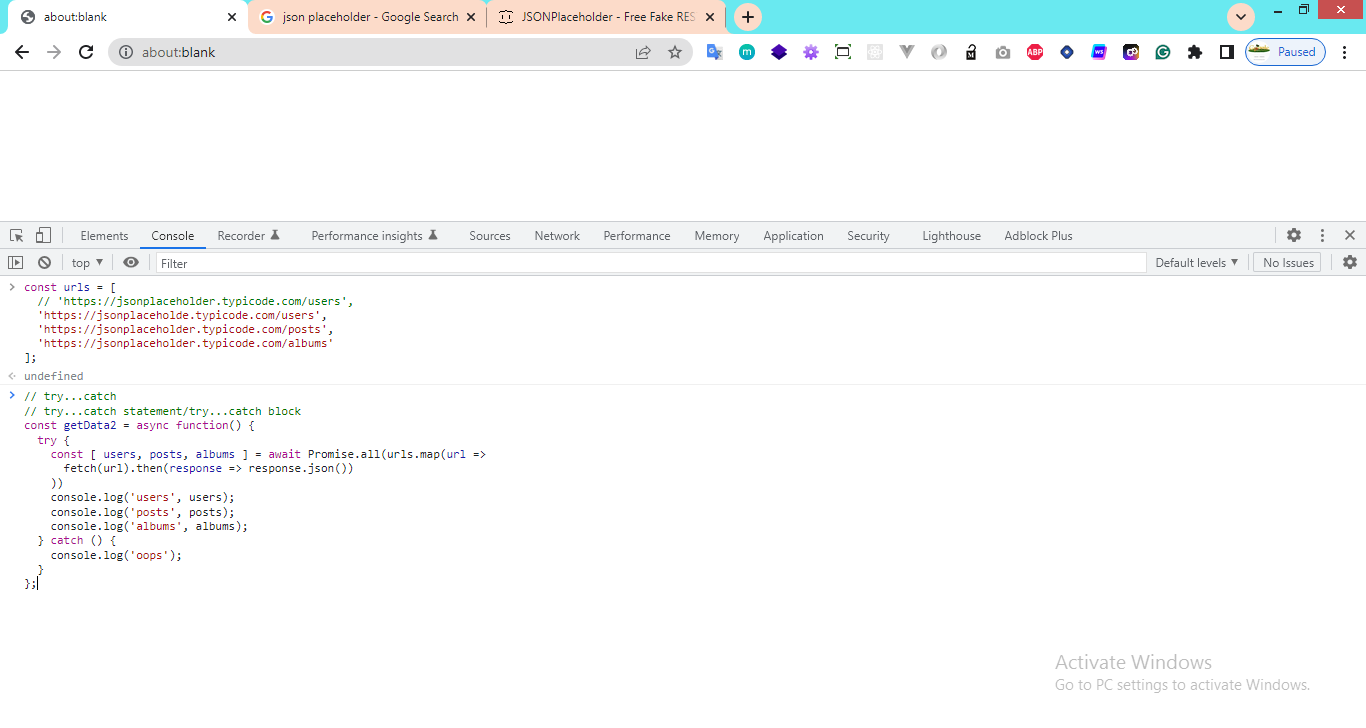 about:blank
json placeholder - Google Search
JSONPlaceholder - Free Fake RES
about:blank
m
M
ABP
WS
G
Paused
Elements
Console
Recorder
Performance insights
Sources
Network
Performance
Memory
Application
Security
Lighthouse
Adblock Plus
top
Filter
Default levels
No Issues
const urls = [
// 'https://jsonplaceholder.typicode.com/users',
'https://jsonplaceholde.typicode.com/users',
'https://jsonplaceholder.typicode.com/posts',
'https://jsonplaceholder.typicode.com/albums'
];
undefined
// try...catch
// try...catch statement/try...catch block
const getData2 = async function() {
try {
const [ users, posts, albums ] = await Promise.all(urls.map(url =>
fetch(url).then(response => response.json())
))
console.log('users', users);
console.log('posts', posts);
console.log('albums', albums);
} catch () {
console.log('oops');
}
};
Activate Windows
Go to PC settings to activate Windows.